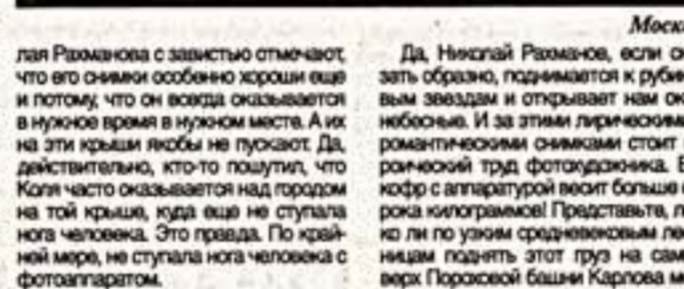 Москв
лая Рахманова с завистью отмечают,
что его снимки особенно хороши еще
и потому, что он всегда оказывается
в нужное время в нужном месте. А их
на эти крыши якобы не пускают. Да,
действительно, кто-то пошутил, что
Коля часто оказывается над городом
на той крыше, куда еще не ступала
нога человека. Это правда. По край-
ней мере, не ступала нога человека с
фотоаппаратом.
Да, Николай Рахманов, если ск
зать образно, поднимается к рубин
вым звездам и открывает нам ок
небесные. И за этими лирическими
романтическими снимками стоит
роический труд фотохудожника. Е
кофр с аппаратурой весит больше с
рока килограммов! Представьте, л
ко ли по узким средневековым ле
ницам поднять этот груз на сам
верх Пороховой башни Карлова м